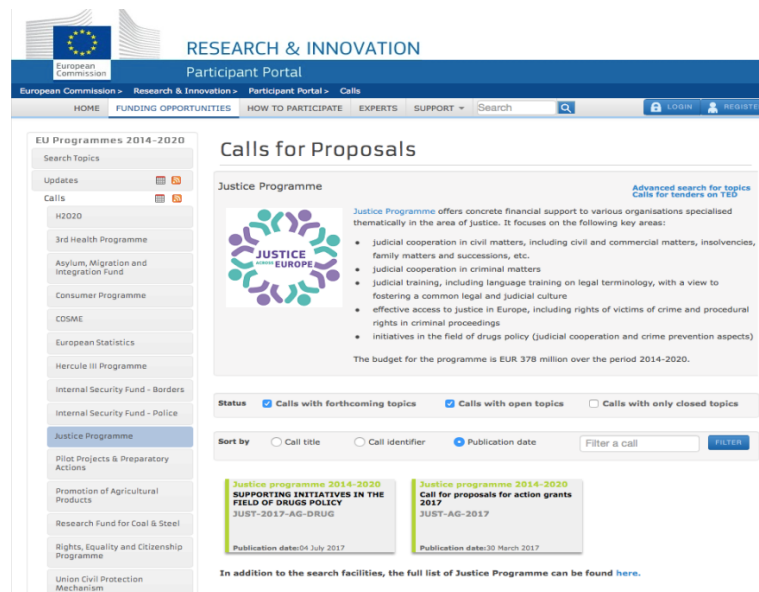 European
Commission
RESEARCH & INNOVATION
Participant Portal
European Commission > Research & Innovation > Participant Portal > Calls
HOME FUNDING OPPORTUNITIES HOW TO PARTICIPATE EXPERTS SUPPORT Search LOGIN REGISTE
EU Programmes 2014-2020
Search Topics
Updates
Calls
H2020
3rd Health Programme
Asylum, Migration and
Integration Fund
Consumer Programme
COSME
European Statistics
Hercule III Programme
Internal Security Fund - Borders
Internal Security Fund - Police
Justice Programme
Pilot Projects & Preparatory
Actions
Promotion of Agricultural
Products
Research Fund for Coal & Steel
Rights, Equality and Citizenship
Programme
Union Civil Protection
Mechanism
Calls for Proposals
Justice Programme
Advanced search for topics
Calls for tenders on TED
JUSTICE
ACROSS EUROPE
Justice Programme offers concrete financial support to various organisations specialised
thematically in the area of justice. It focuses on the following key areas:
• judicial cooperation in civil matters, including civil and commercial matters, insolvencies,
family matters and successions, etc.
• judicial cooperation in criminal matters
• judicial training, including language training on legal terminology, with a view to
fostering a common legal and judicial culture
• effective access to justice in Europe, including rights of victims of crime and procedural
rights in criminal proceedings
• initiatives in the field of drugs policy (judicial cooperation and crime prevention aspects)
The budget for the programme is EUR 378 million over the period 2014-2020.
Status Calls with forthcoming topics Calls with open topics Calls with only closed topics
Sort by Call title Call identifier Publication date Filter a call FILTER
Justice programme 2014-2020
SUPPORTING INITIATIVES IN THE
FIELD OF DRUGS POLICY
JUST-2017-AG-DRUG
Publication date:04 July 2017
Justice programme 2014-2020
Call for proposals for action grants
2017
JUST-AG-2017
Publication date:30 March 2017
In addition to the search facilities, the full list of Justice Programme can be found here.